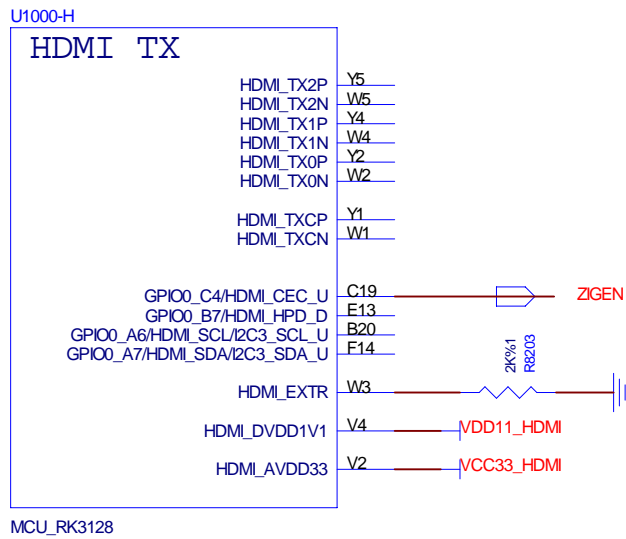 U1000-H
HDMI TX
HDMI_TX2P Y5
HDMI_TX2N W5
HDMI_TX1P Y4
HDMI_TX1N W4
HDMI_TX0P Y2
HDMI_TX0N W2
HDMI_TXCP Y1
HDMI_TXCN W1
GPIO0_C4/HDMI_CEC_U C19 ZIGEN
GPIO0_B7/HDMI_HPD_D E13
GPIO0_A6/HDMI_SCL/I2C3_SCL_U B20
GPIO0_A7/HDMI_SDA/I2C3_SDA_U F14
2K%1
R8203
HDMI_EXTR W3
HDMI_DVDD1V1 V4 VDD11_HDMI
HDMI_AVDD33 V2 VCC33_HDMI
MCU_RK3128